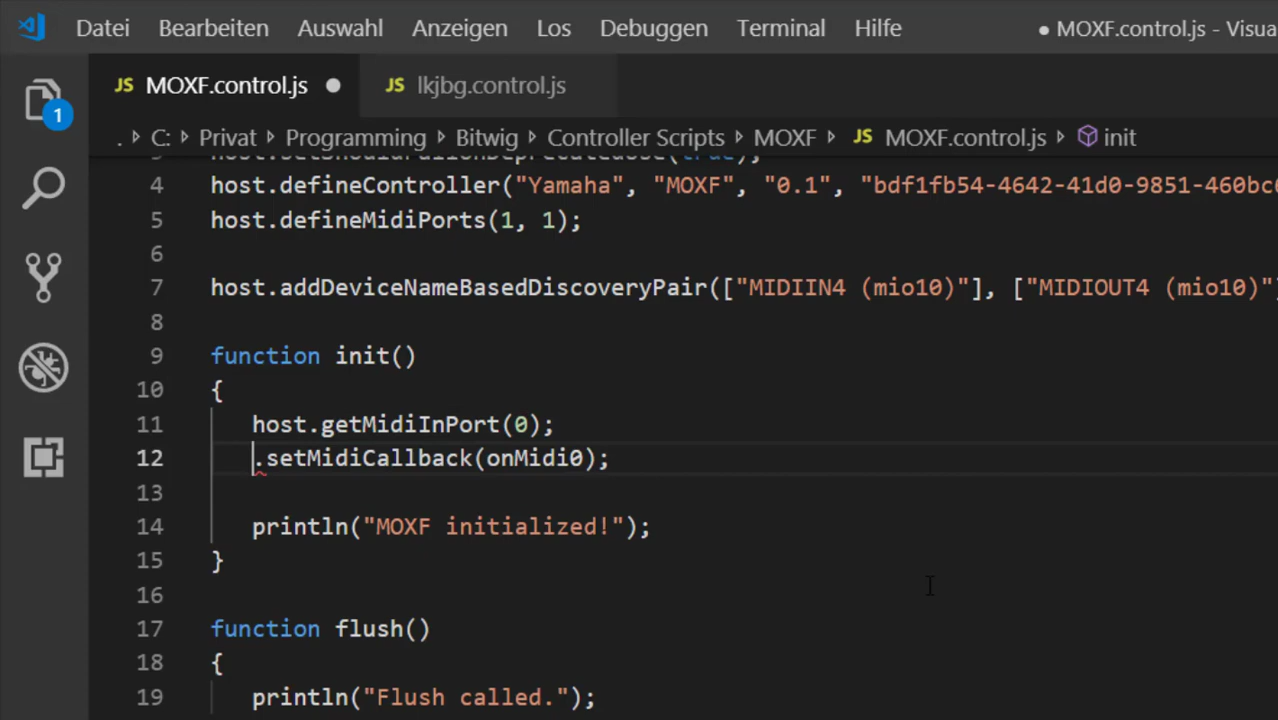 Datei Bearbeiten Auswahl Anzeigen Los Debuggen Terminal Hilfe ● MOXF.control.js - Visua
1
JS MOXF.control.js ● JS lkjbg.control.js
. › C: › Privat › Programming › Bitwig › Controller Scripts › MOXF › JS MOXF.control.js › init
4 host.defineController("Yamaha", "MOXF", "0.1", "bdf1fb54-4642-41d0-9851-460bc
5 host.defineMidiPorts(1, 1);
6
7 host.addDeviceNameBasedDiscoveryPair(["MIDIIN4 (mio10)"], ["MIDIOUT4 (mio10)"
8
9 function init()
10 {
11 host.getMidiInPort(0);
12 .setMidiCallback(onMidi0);
13
14 println("MOXF initialized!");
15 }
16
17 function flush()
18 {
19 println("Flush called.");